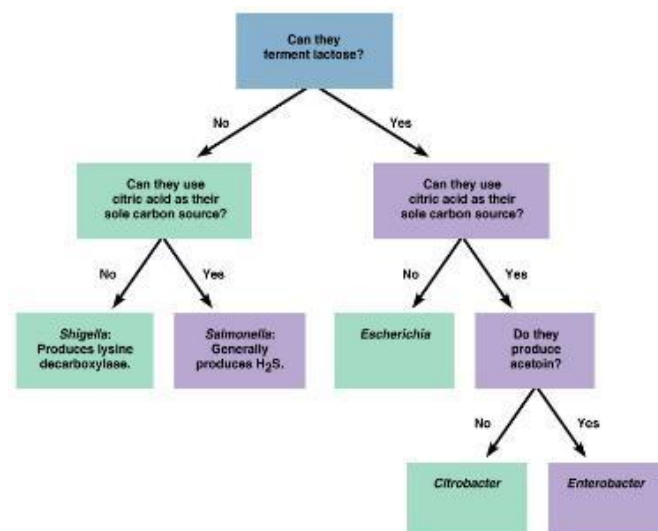 Can they
ferment lactose?
No
Yes
Can they use
citric acid as their
sole carbon source?
Can they use
citric acid as their
sole carbon source?
No
Yes
No
Yes
Shigella:
Produces lysine
decarboxylase.
Salmonella:
Generally
produces H2S.
Escherichia
Do they
produce
acetoin?
No
Yes
Citrobacter
Enterobacter